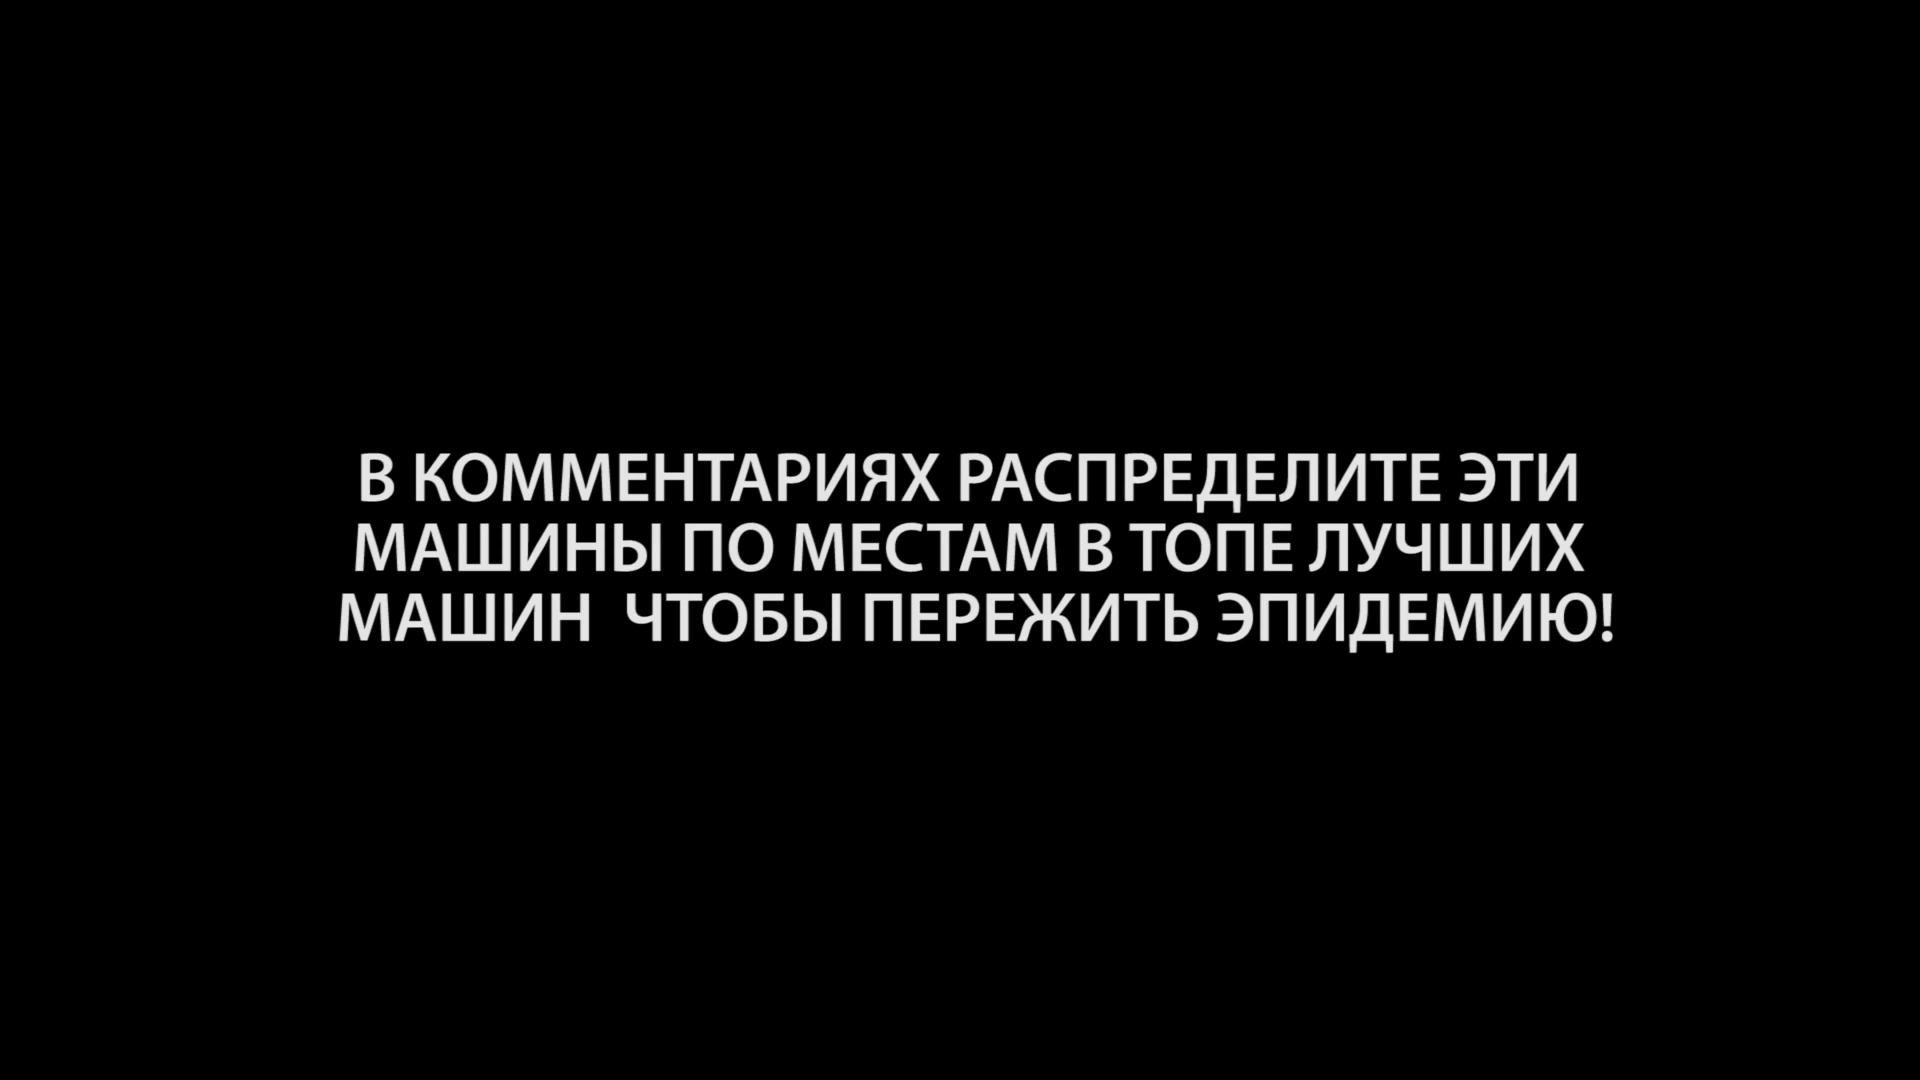 В КОММЕНТАРИЯХ РАСПРЕДЕЛИТЕ ЭТИ
МАШИНЫ ПО МЕСТАМ В ТОПЕ ЛУЧШИХ
МАШИН  ЧТОБЫ ПЕРЕЖИТЬ ЭПИДЕМИЮ!